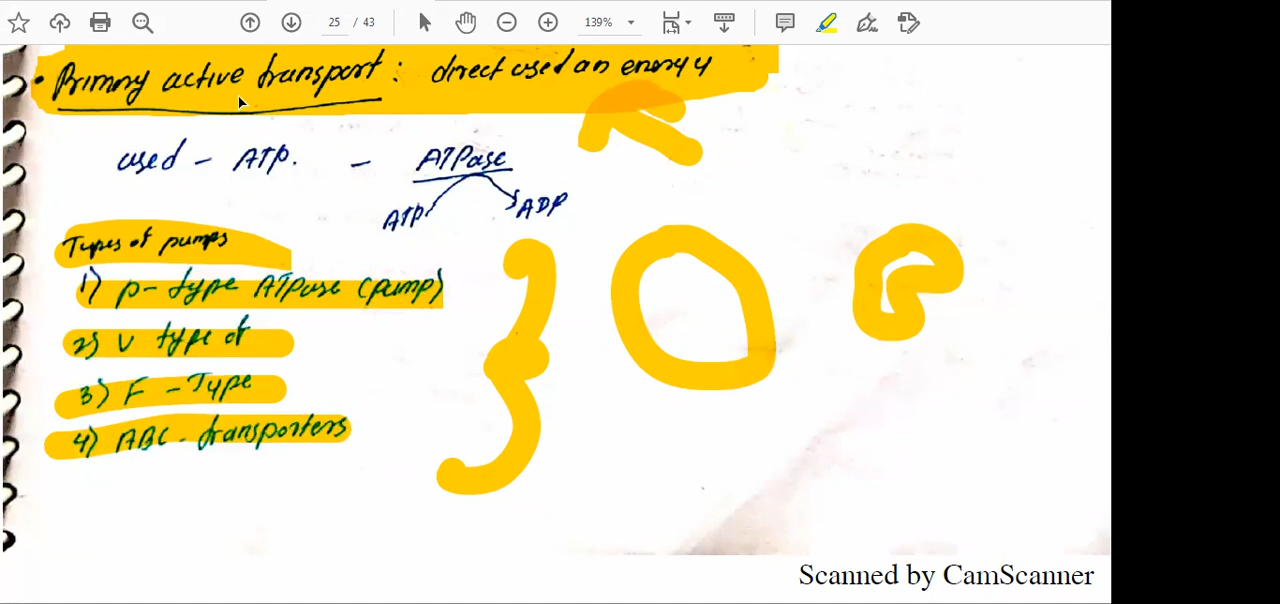 25 / 43
139%
• Primary active transport : direct used an energy
used - ATP. - ATPase
ATP ADP
Types of pumps
1) p- type ATPase (pump)
2) V type of
3) F - Type
4) ABC - transporters
Scanned by CamScanner